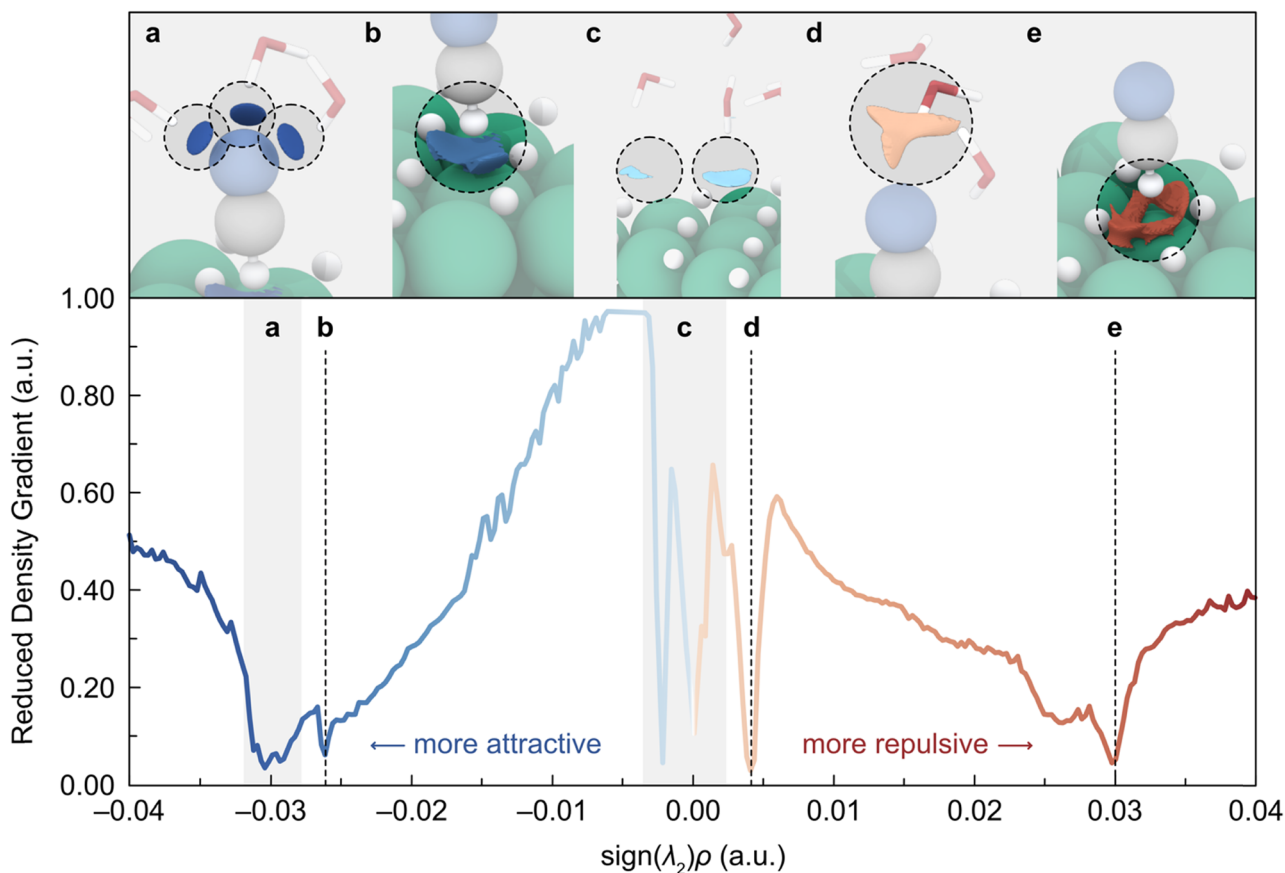 a b c d e
1.00
a b c d e
0.80
0.60
0.40
0.20
← more attractive more repulsive →
0.00
−0.04 −0.03 −0.02 −0.01 0.00 0.01 0.02 0.03 0.04
sign(λ₂)ρ (a.u.)
Reduced Density Gradient (a.u.)